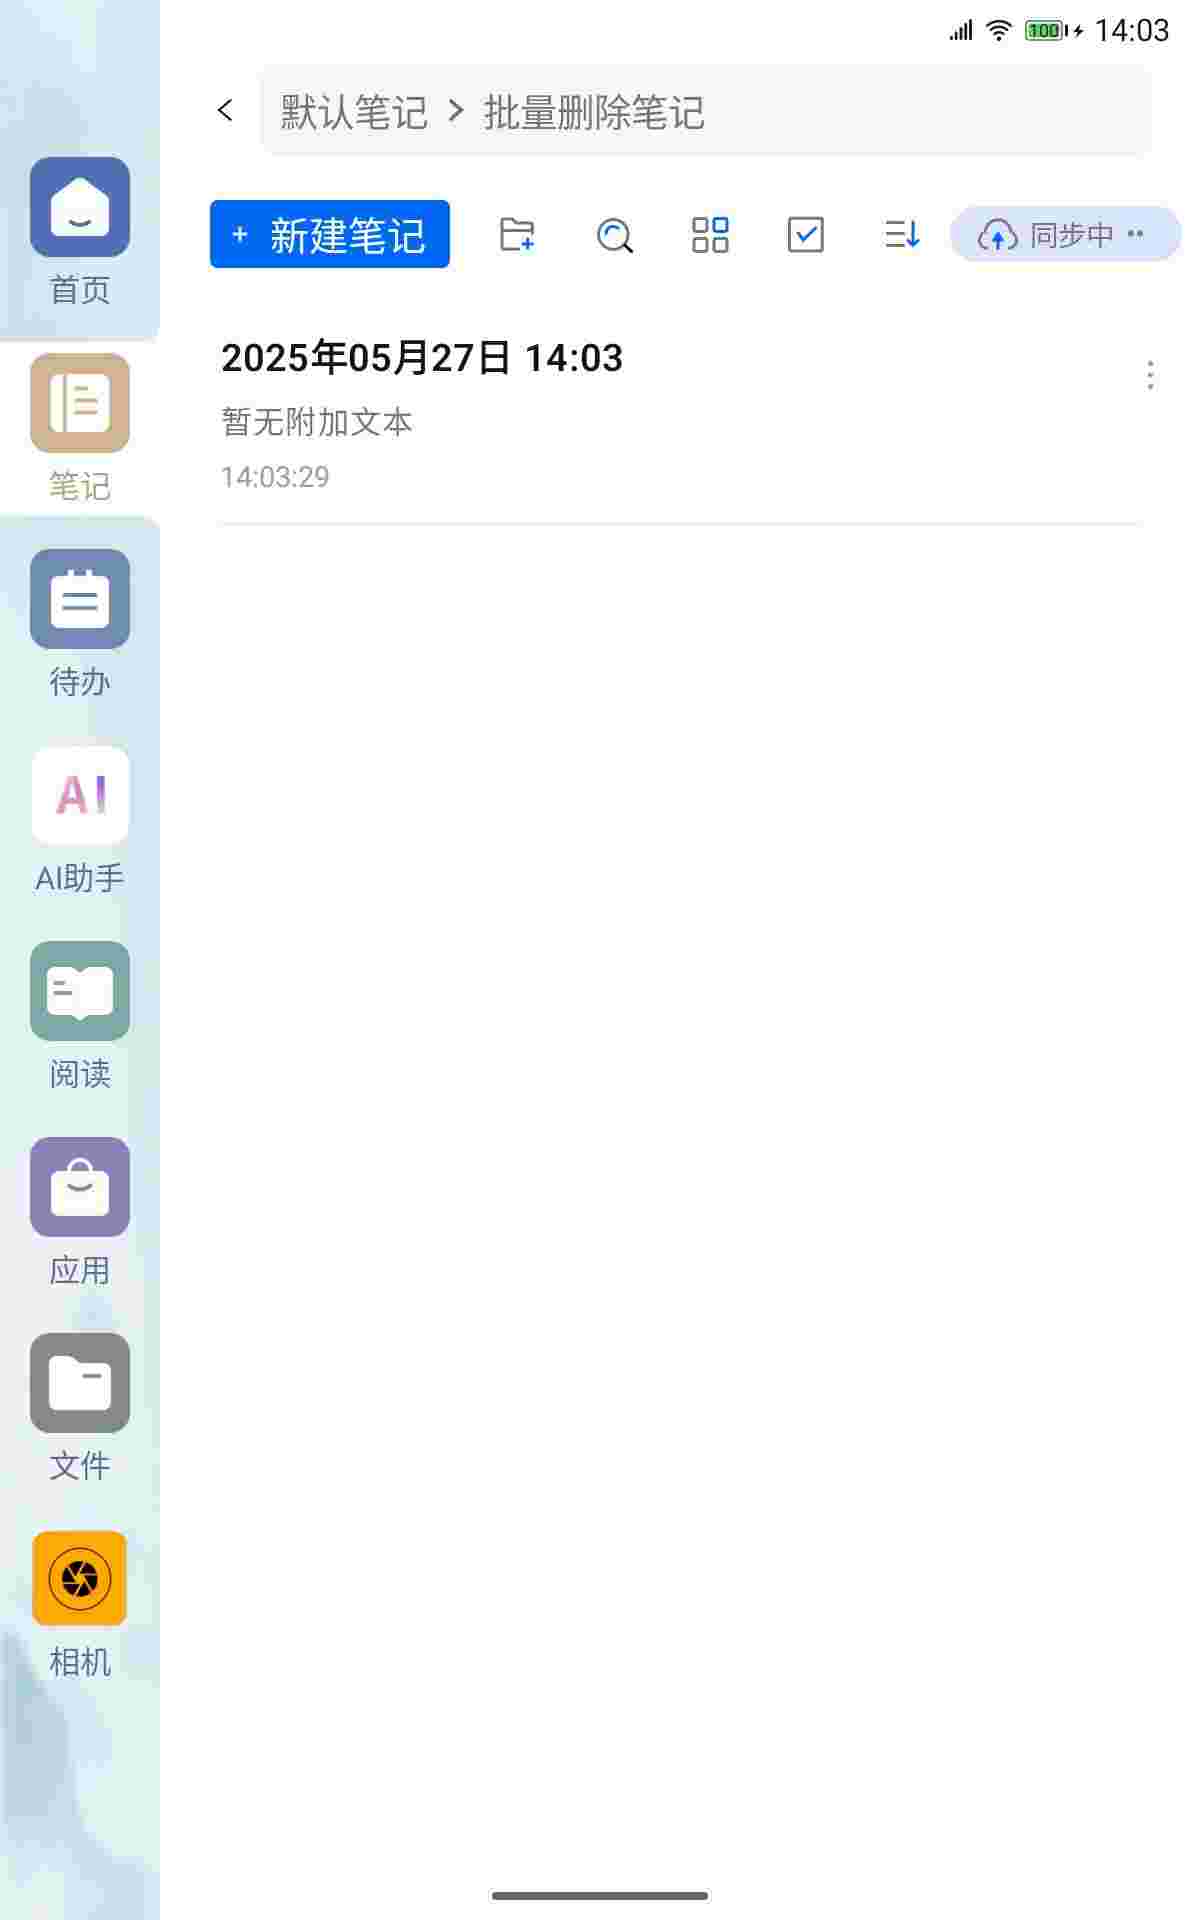 100 14:03
默认笔记 > 批量删除笔记
+ 新建笔记
同步中 ··
2025年05月27日 14:03
暂无附加文本
14:03:29
首页
笔记
待办
AI
AI助手
阅读
应用
文件
相机